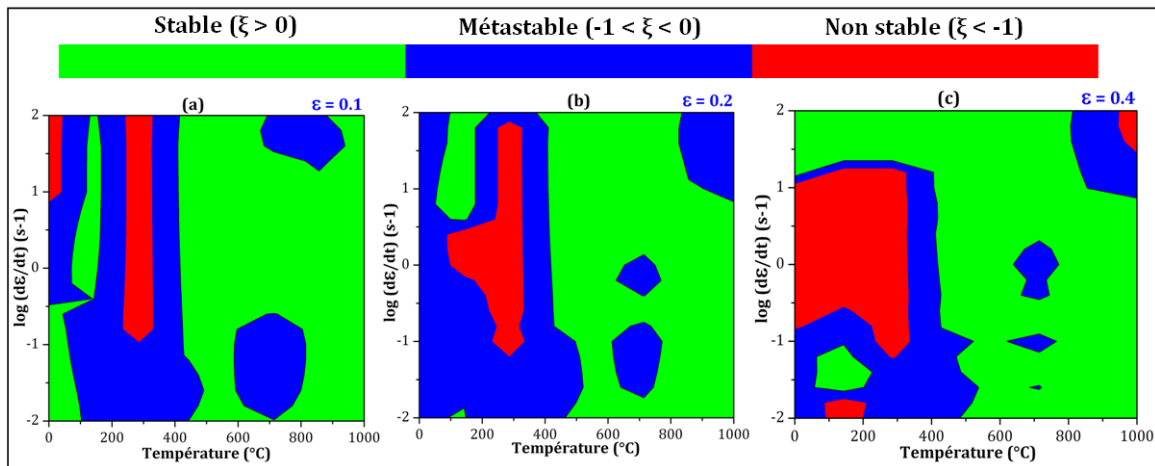 Stable (ξ > 0) Métastable (-1 < ξ < 0) Non stable (ξ < -1)
(a) ε = 0.1 (b) ε = 0.2 (c) ε = 0.4
log (dε/dt) (s-1)
2
1
0
-1
-2
0 200 400 600 800 1000
Température (°C)
log (dε/dt) (s-1)
2
1
0
-1
-2
0 200 400 600 800 1000
Température (°C)
log (dε/dt) (s-1)
2
1
0
-1
-2
0 200 400 600 800 1000
Température (°C)